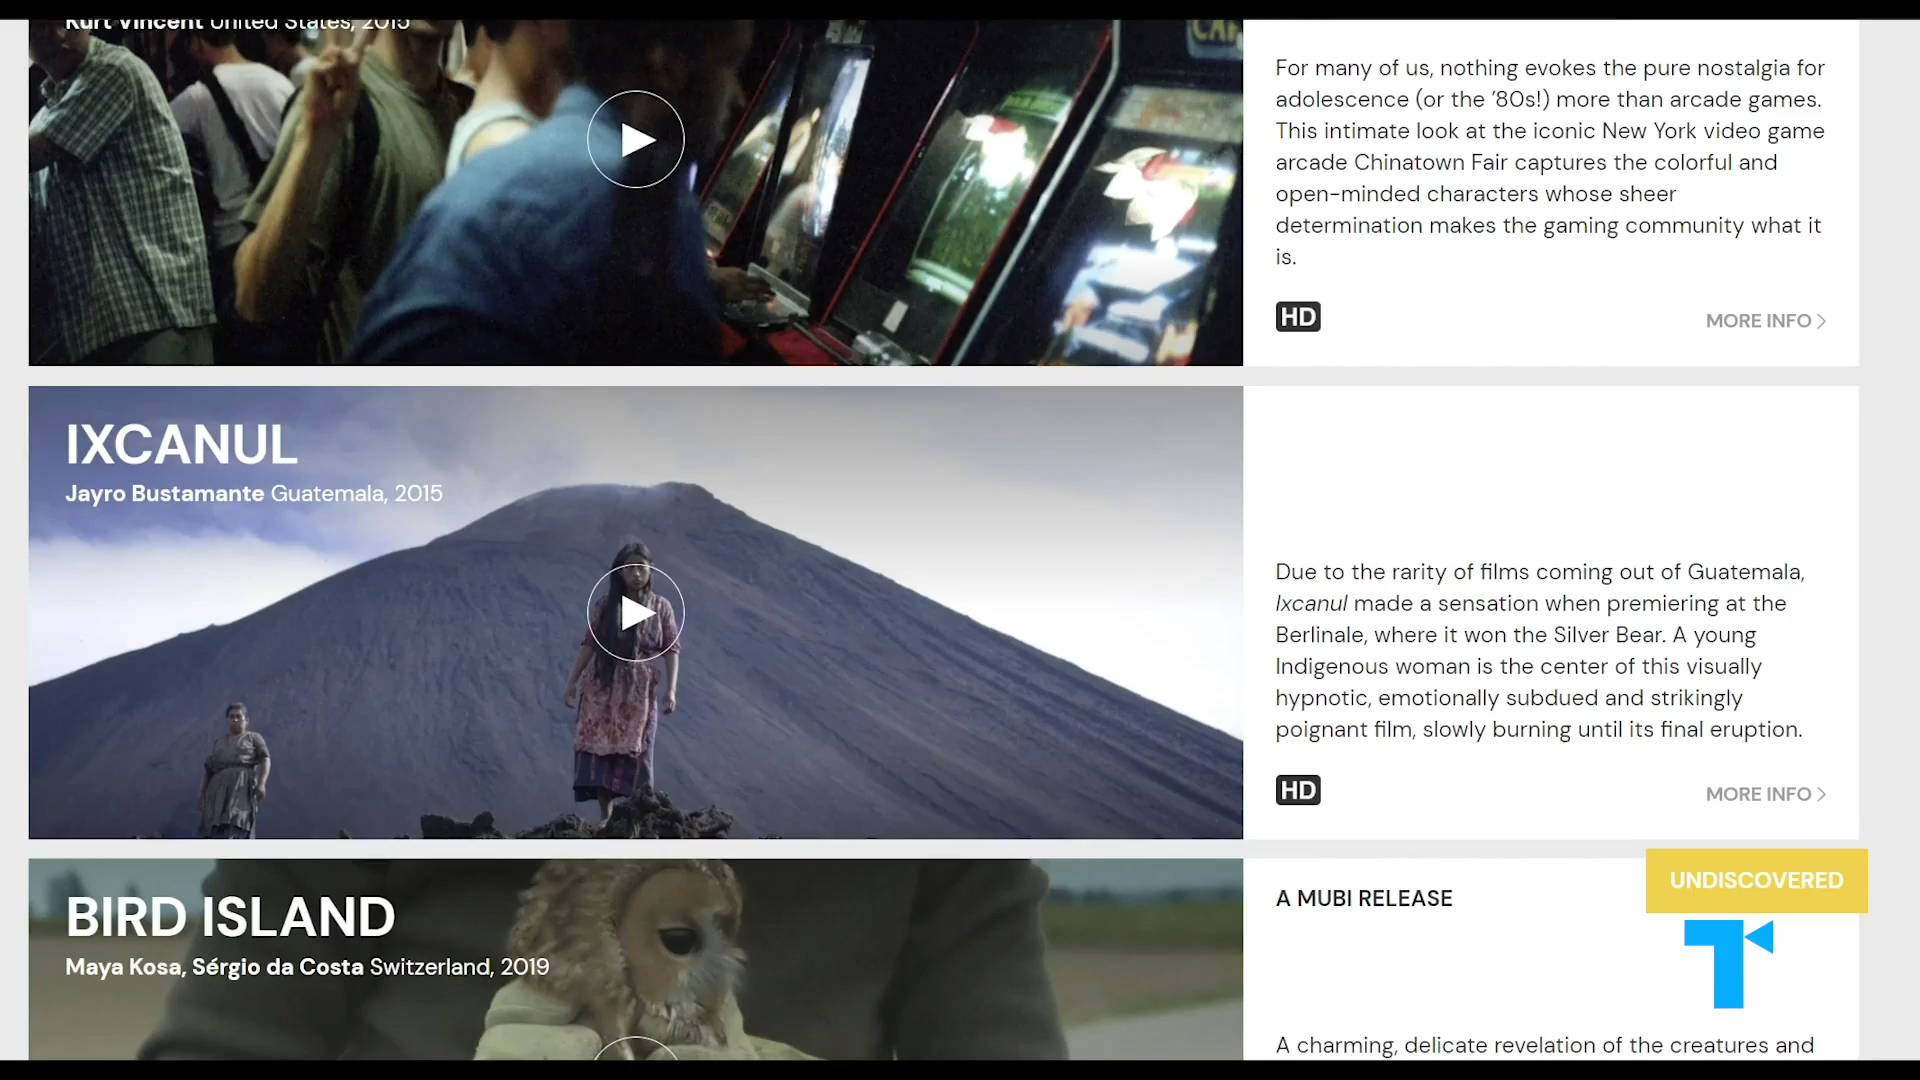 Kurt Vincent United States, 2015
For many of us, nothing evokes the pure nostalgia for
adolescence (or the '80s!) more than arcade games.
This intimate look at the iconic New York video game
arcade Chinatown Fair captures the colorful and
open-minded characters whose sheer
determination makes the gaming community what it
is.
HD
MORE INFO
IXCANUL
Jayro Bustamante Guatemala, 2015
Due to the rarity of films coming out of Guatemala,
Ixcanul made a sensation when premiering at the
Berlinale, where it won the Silver Bear. A young
Indigenous woman is the center of this visually
hypnotic, emotionally subdued and strikingly
poignant film, slowly burning until its final eruption.
HD
MORE INFO
BIRD ISLAND
Maya Kosa, Sérgio da Costa Switzerland, 2019
A MUBI RELEASE
UNDISCOVERED
A charming, delicate revelation of the creatures and